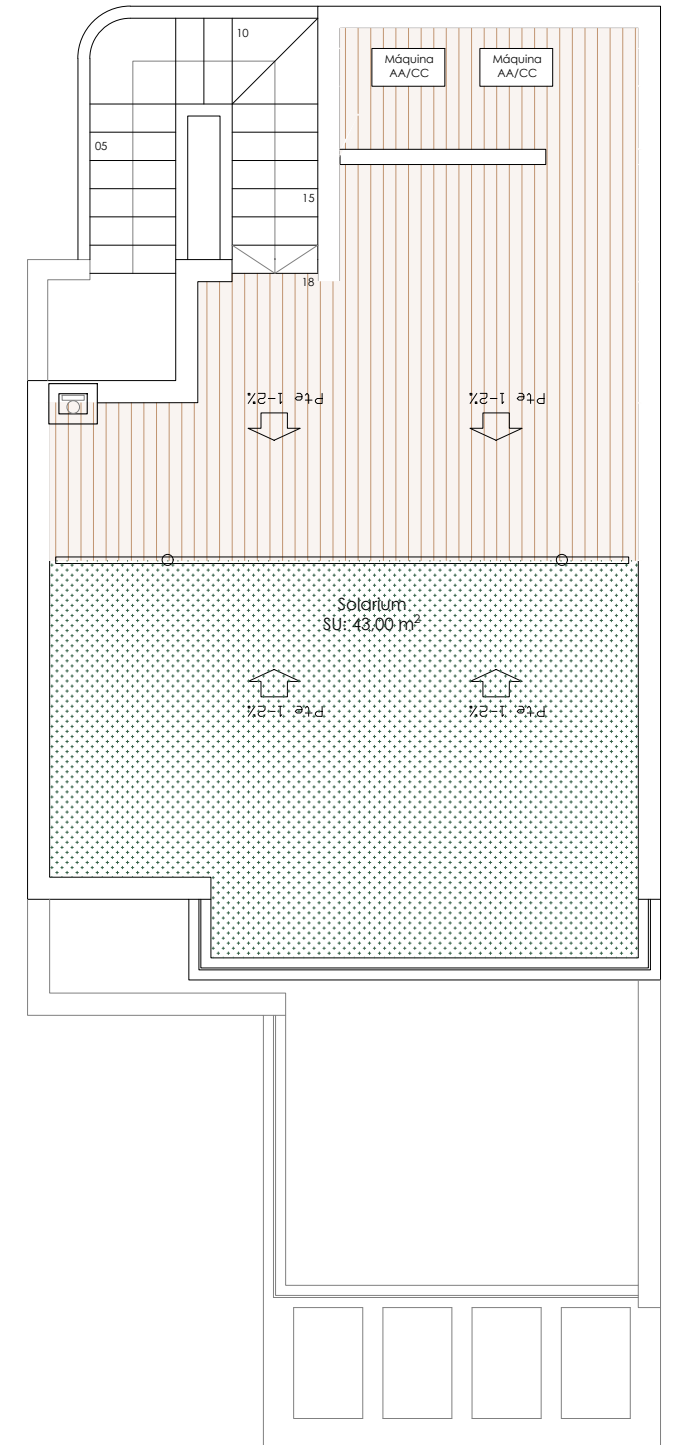 10
Máquina
AA/CC
Máquina
AA/CC
05
15
18
Pte 1-2%
Pte 1-2%
Solarium
SU: 43,00 m²
Pte 1-2%
Pte 1-2%